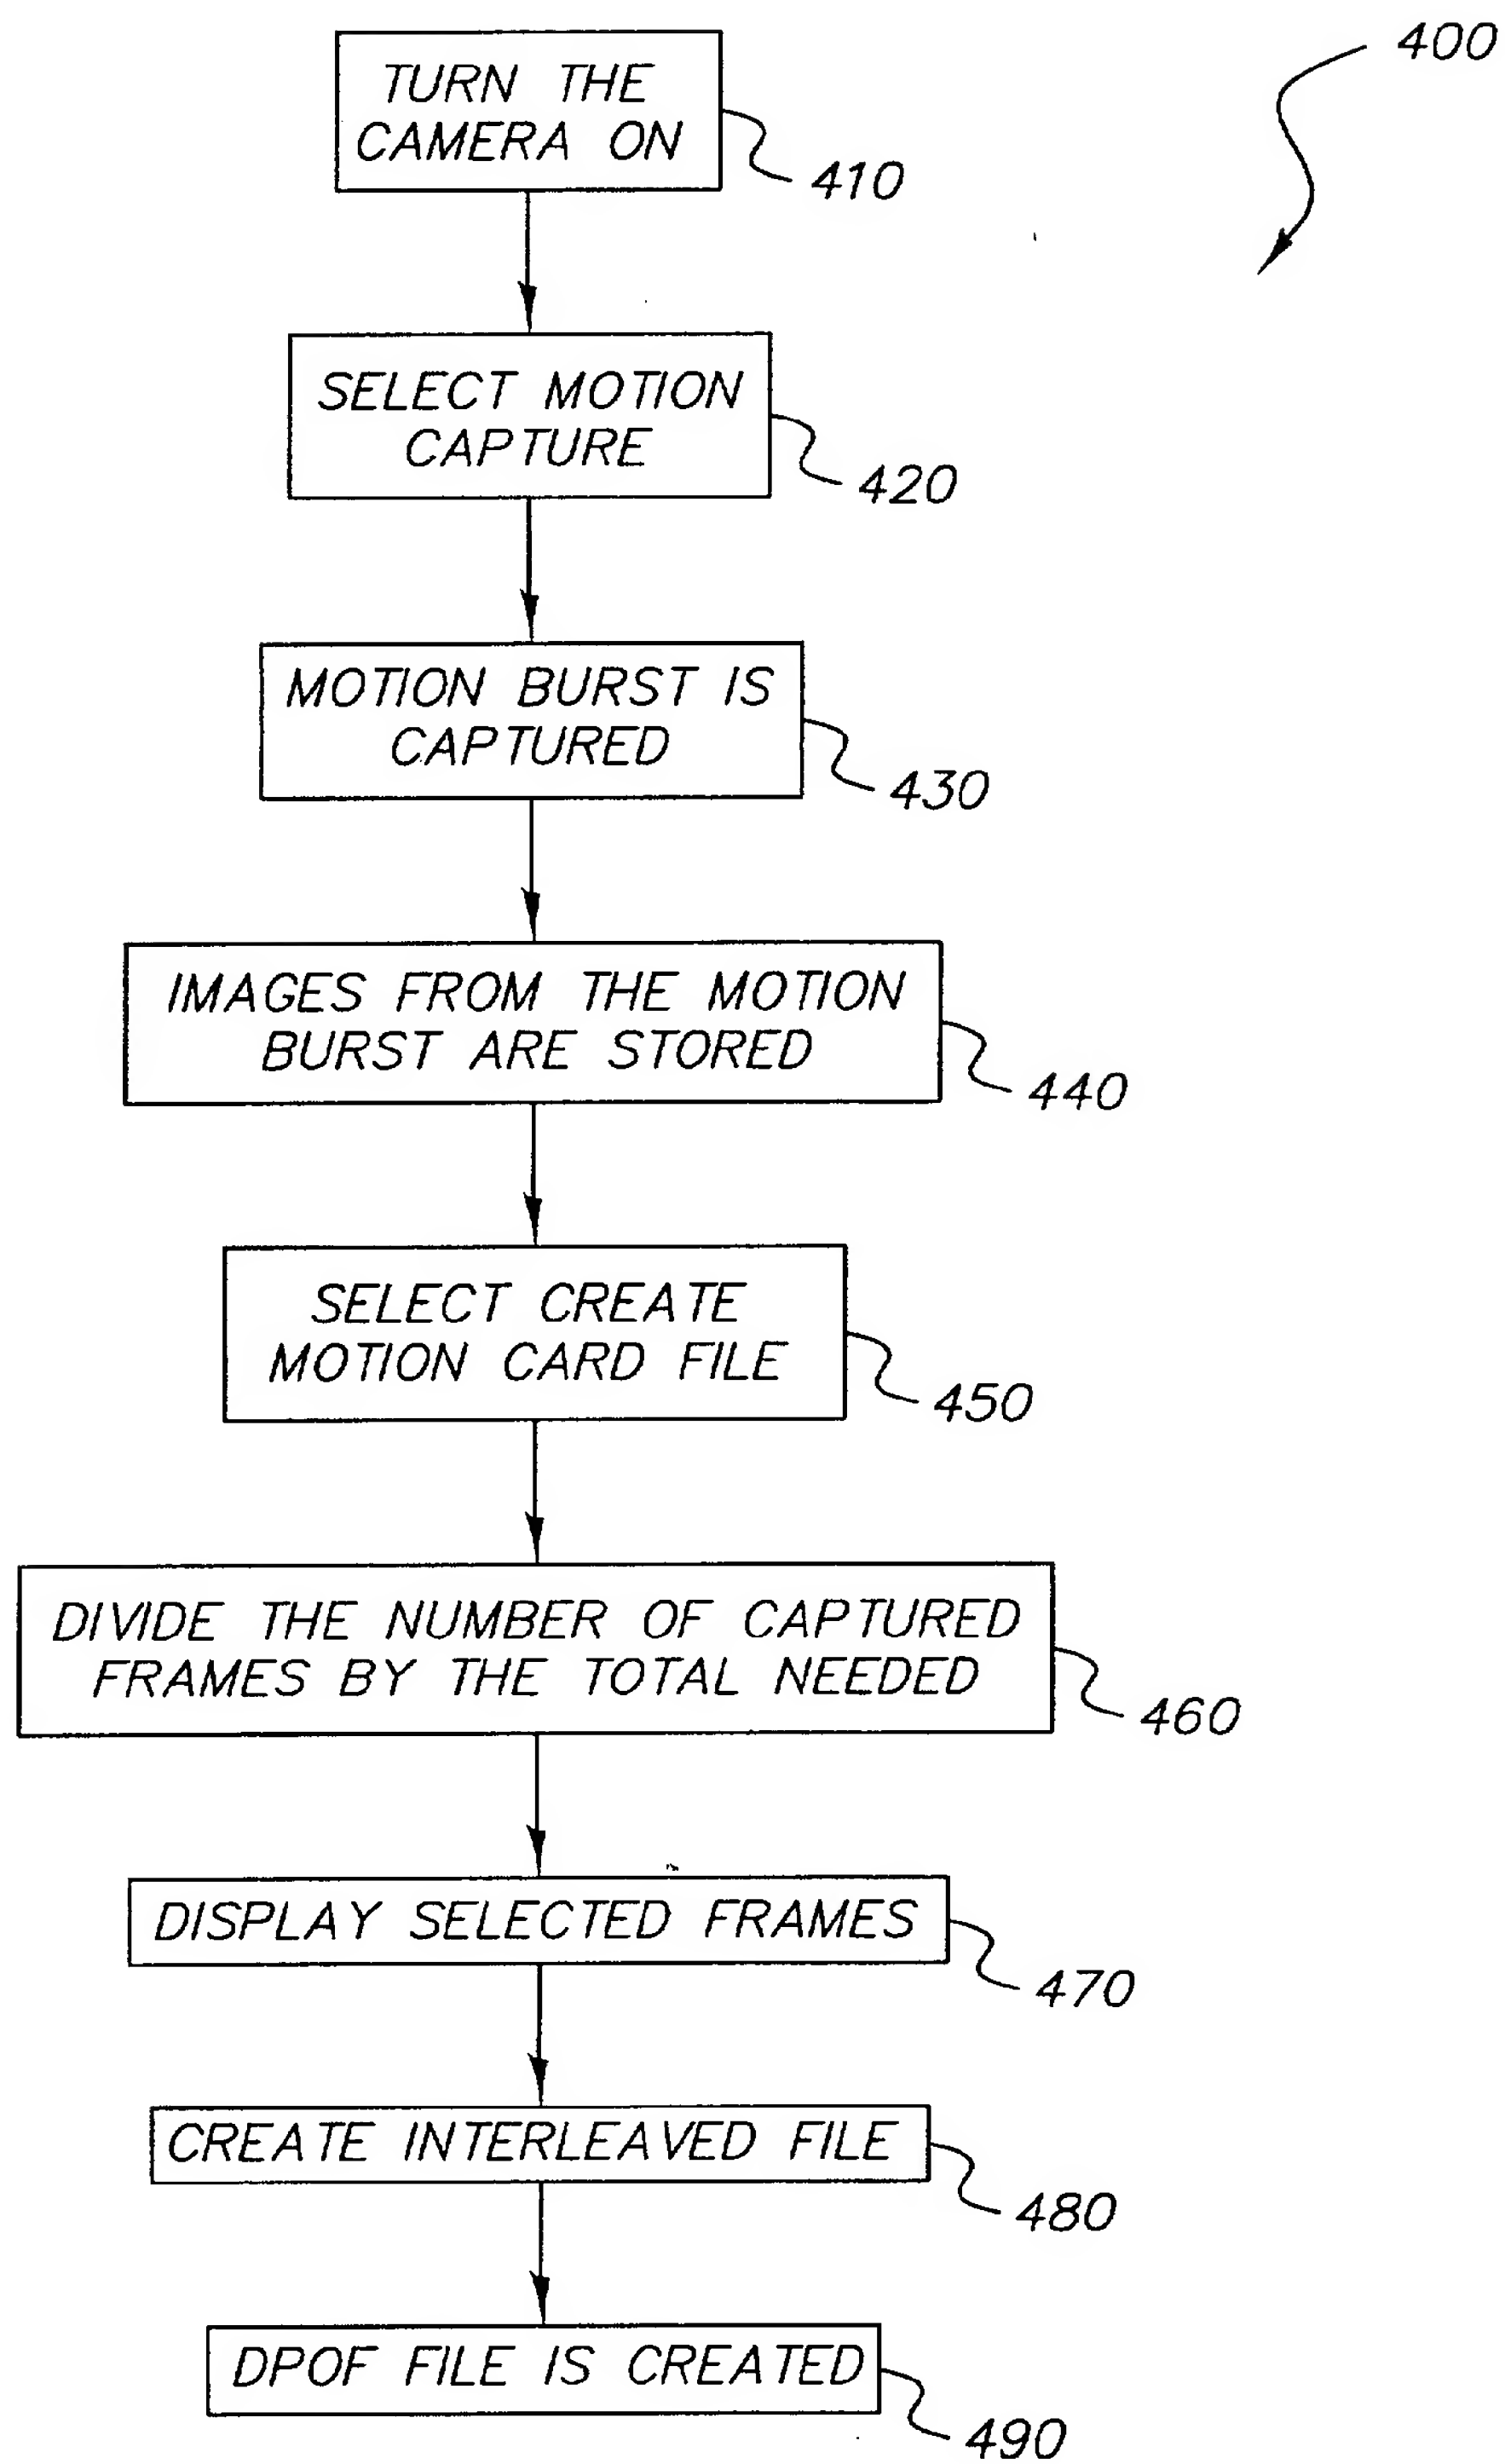 400
TURN THE
CAMERA ON
410
SELECT MOTION
CAPTURE
420
MOTION BURST IS
CAPTURED
430
IMAGES FROM THE MOTION
BURST ARE STORED
440
SELECT CREATE
MOTION CARD FILE
450
DIVIDE THE NUMBER OF CAPTURED
FRAMES BY THE TOTAL NEEDED
460
DISPLAY SELECTED FRAMES
470
CREATE INTERLEAVED FILE
480
DPOF FILE IS CREATED
490